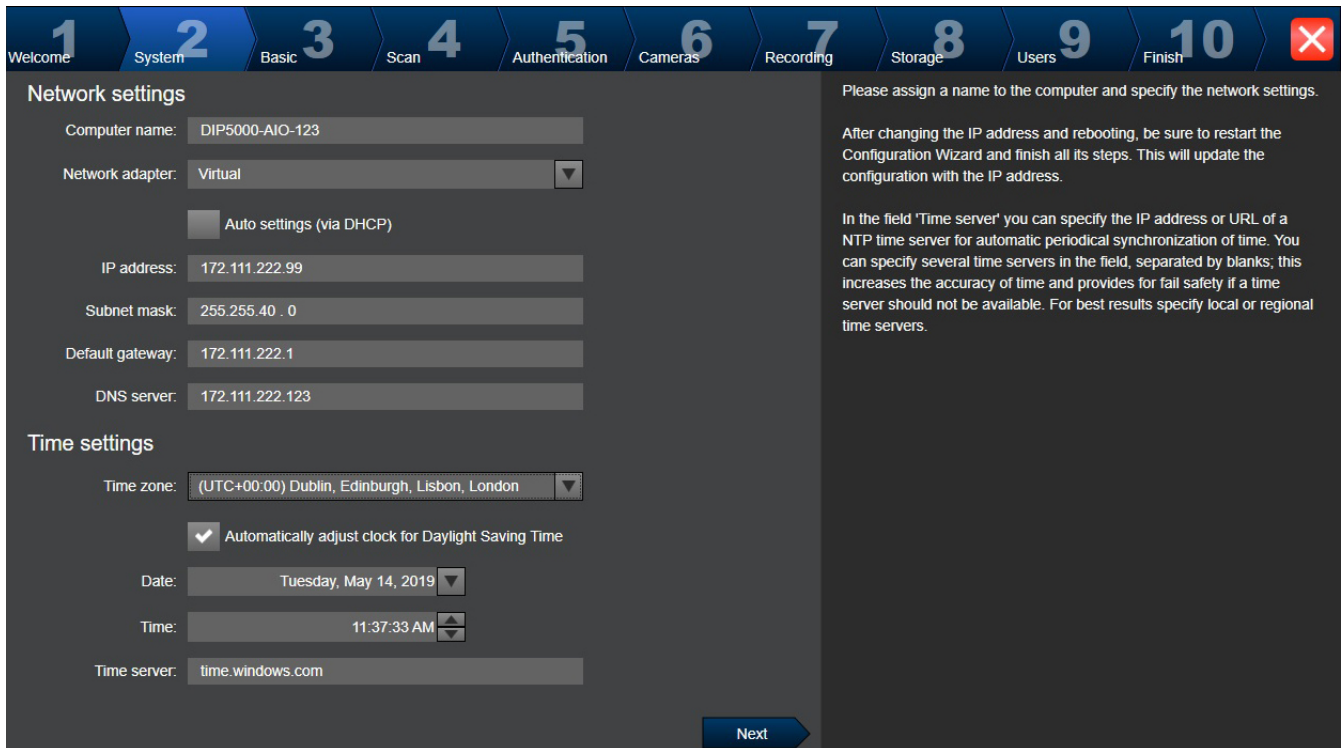 1 Welcome
2 System
3 Basic
4 Scan
5 Authentication
6 Cameras
7 Recording
8 Storage
9 Users
10 Finish
Network settings
Computer name: DIP5000-AIO-123
Network adapter: Virtual
Auto settings (via DHCP)
IP address: 172.111.222.99
Subnet mask: 255.255.40 . 0
Default gateway: 172.111.222.1
DNS server: 172.111.222.123
Time settings
Time zone: (UTC+00:00) Dublin, Edinburgh, Lisbon, London
Automatically adjust clock for Daylight Saving Time
Date: Tuesday, May 14, 2019
Time: 11:37:33 AM
Time server: time.windows.com
Next
Please assign a name to the computer and specify the network settings.
After changing the IP address and rebooting, be sure to restart the
Configuration Wizard and finish all its steps. This will update the
configuration with the IP address.
In the field 'Time server' you can specify the IP address or URL of a
NTP time server for automatic periodical synchronization of time. You
can specify several time servers in the field, separated by blanks; this
increases the accuracy of time and provides for fail safety if a time
server should not be available. For best results specify local or regional
time servers.